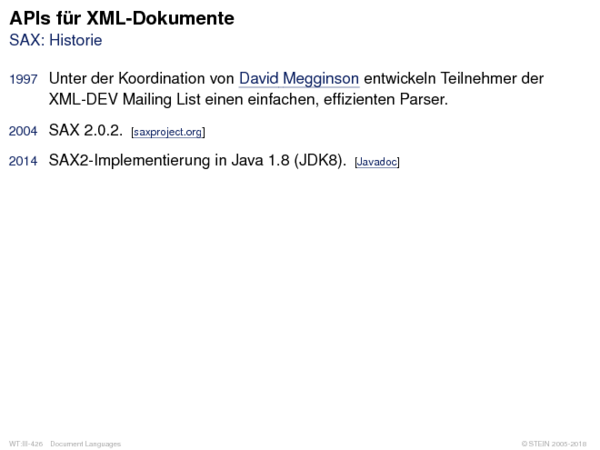 APIs für XML-Dokumente
SAX: Historie
1997 Unter der Koordination von David Megginson entwickeln Teilnehmer der
XML-DEV Mailing List einen einfachen, effizienten Parser.
2004 SAX 2.0.2. [saxproject.org]
2014 SAX2-Implementierung in Java 1.8 (JDK8). [Javadoc]
WT:III-426 Document Languages © STEIN 2005-2018